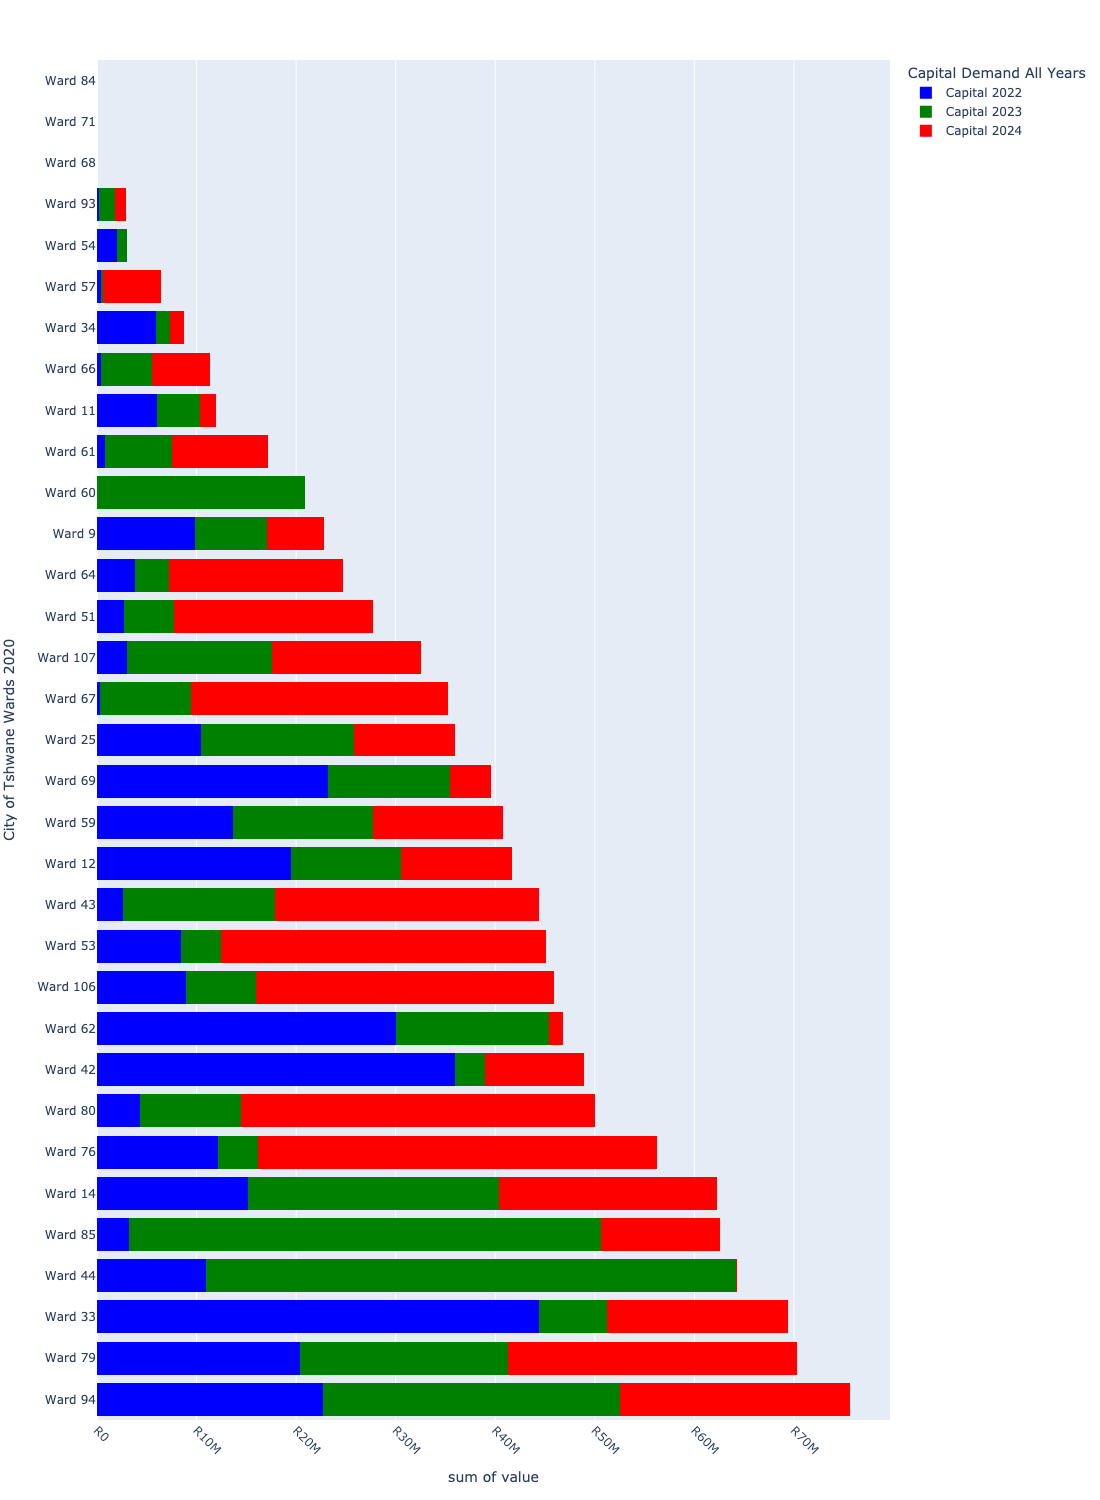 Capital Demand All Years
Capital 2022
Capital 2023
Capital 2024
City of Tshwane Wards 2020
Ward 84
Ward 71
Ward 68
Ward 93
Ward 54
Ward 57
Ward 34
Ward 66
Ward 11
Ward 61
Ward 60
Ward 9
Ward 64
Ward 51
Ward 107
Ward 67
Ward 25
Ward 69
Ward 59
Ward 12
Ward 43
Ward 53
Ward 106
Ward 62
Ward 42
Ward 80
Ward 76
Ward 14
Ward 85
Ward 44
Ward 33
Ward 79
Ward 94
R0 R10M R20M R30M R40M R50M R60M R70M
sum of value